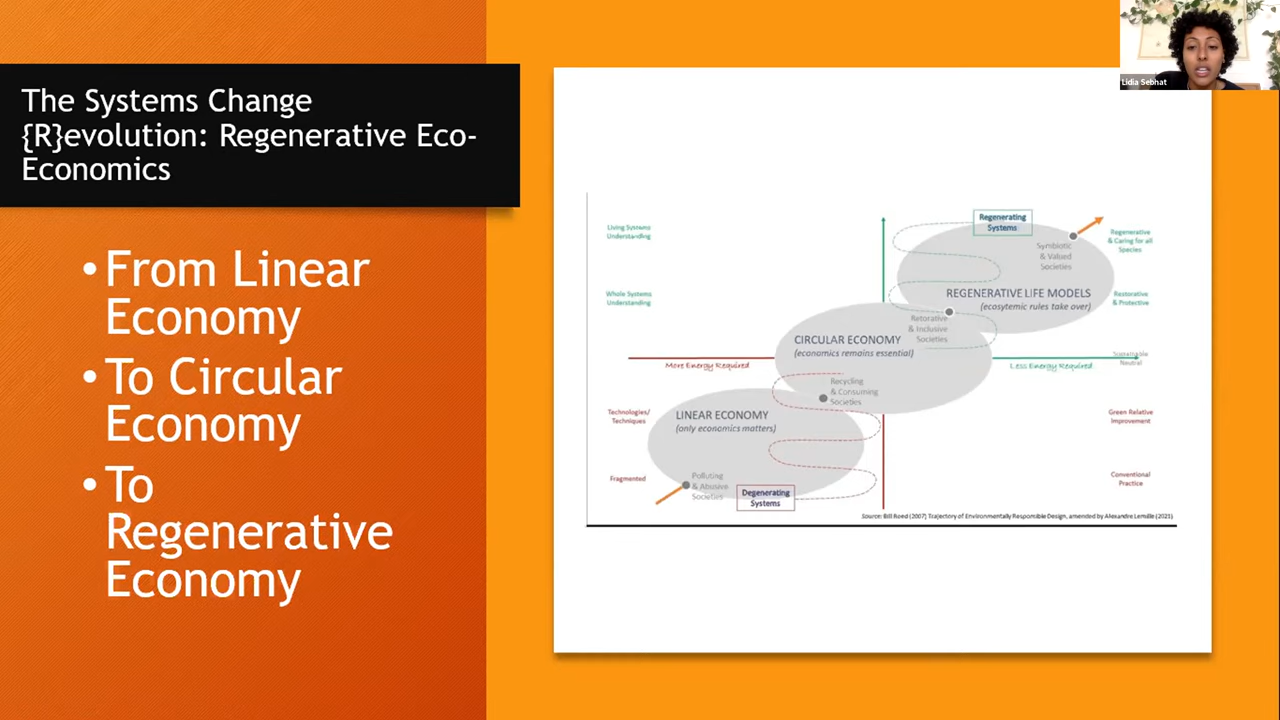 Lidia Sebhat
The Systems Change
{R}evolution: Regenerative Eco-
Economics
•From Linear
Economy
•To Circular
Economy
•To
Regenerative
Economy
Living Systems
Understanding
Whole Systems
Understanding
Technologies/
Techniques
Fragmented
Regenerating
Systems
Symbiotic
& Valued
Societies
REGENERATIVE LIFE MODELS
(ecosytemic rules take over)
Retorative
& Inclusive
Societies
CIRCULAR ECONOMY
(economics remains essential)
More Energy Required
Less Energy Required
Recycling
& Consuming
Societies
LINEAR ECONOMY
(only economics matters)
Polluting
& Abusive
Societies
Degenerating
Systems
Regenerative
& Caring for all
Species
Restorative
& Protective
Sustainable
Neutral
Green Relative
Improvement
Conventional
Practice
Source: Bill Reed (2007) Trajectory of Environmentally Responsible Design, amended by Alexandre Lemille (2021)